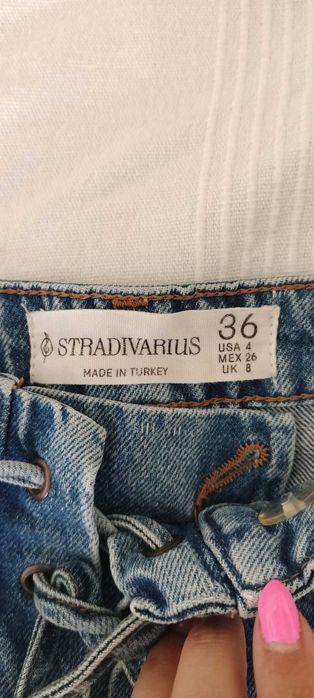 STRADIVARIUS
MADE IN TURKEY
36
USA 4
MEX 26
UK 8